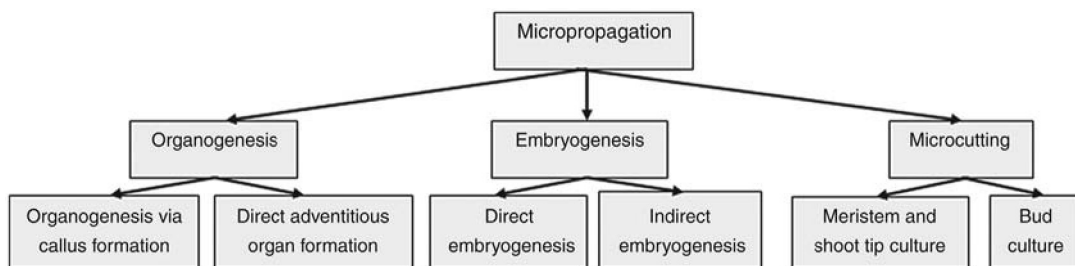 Micropropagation
Organogenesis
Embryogenesis
Microcutting
Organogenesis via
callus formation
Direct adventitious
organ formation
Direct
embryogenesis
Indirect
embryogenesis
Meristem and
shoot tip culture
Bud
culture